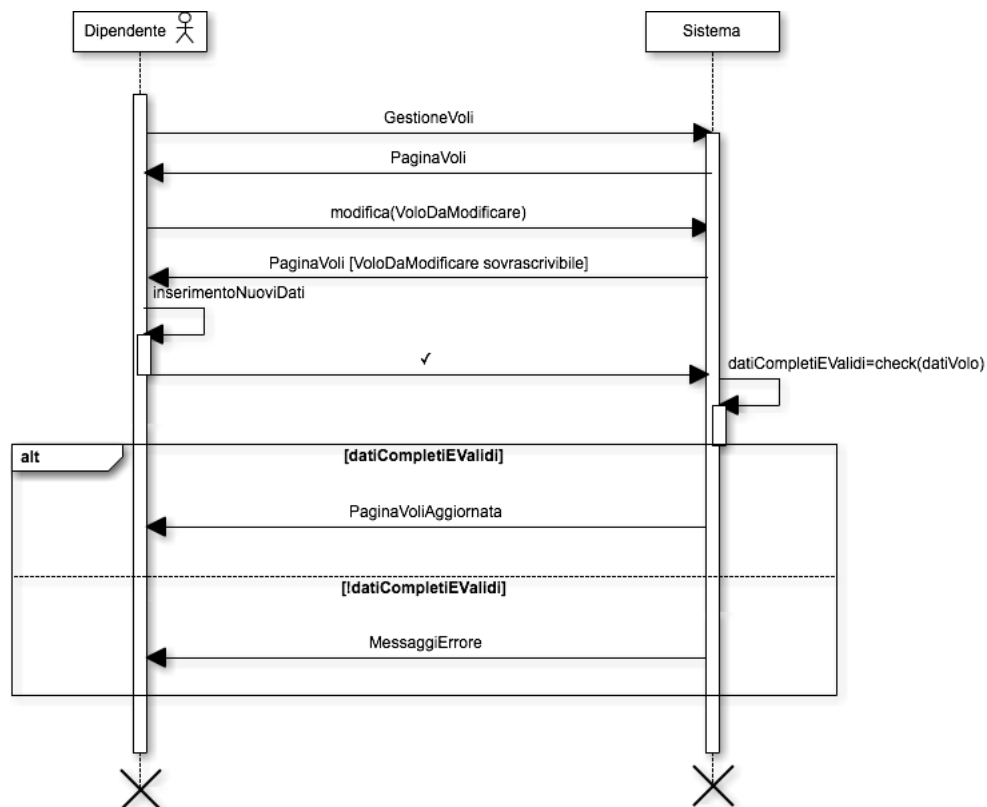 Dipendente
Sistema
GestioneVoli
PaginaVoli
modifica(VoloDaModificare)
PaginaVoli [VoloDaModificare sovrascrivibile]
inserimentoNuoviDati
✓
datiCompletiEValidi=check(datiVolo)
alt
[datiCompletiEValidi]
PaginaVoliAggiornata
[!datiCompletiEValidi]
MessaggiErrore